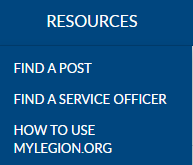 RESOURCES
FIND A POST
FIND A SERVICE OFFICER
HOW TO USE
MYLEGION.ORG